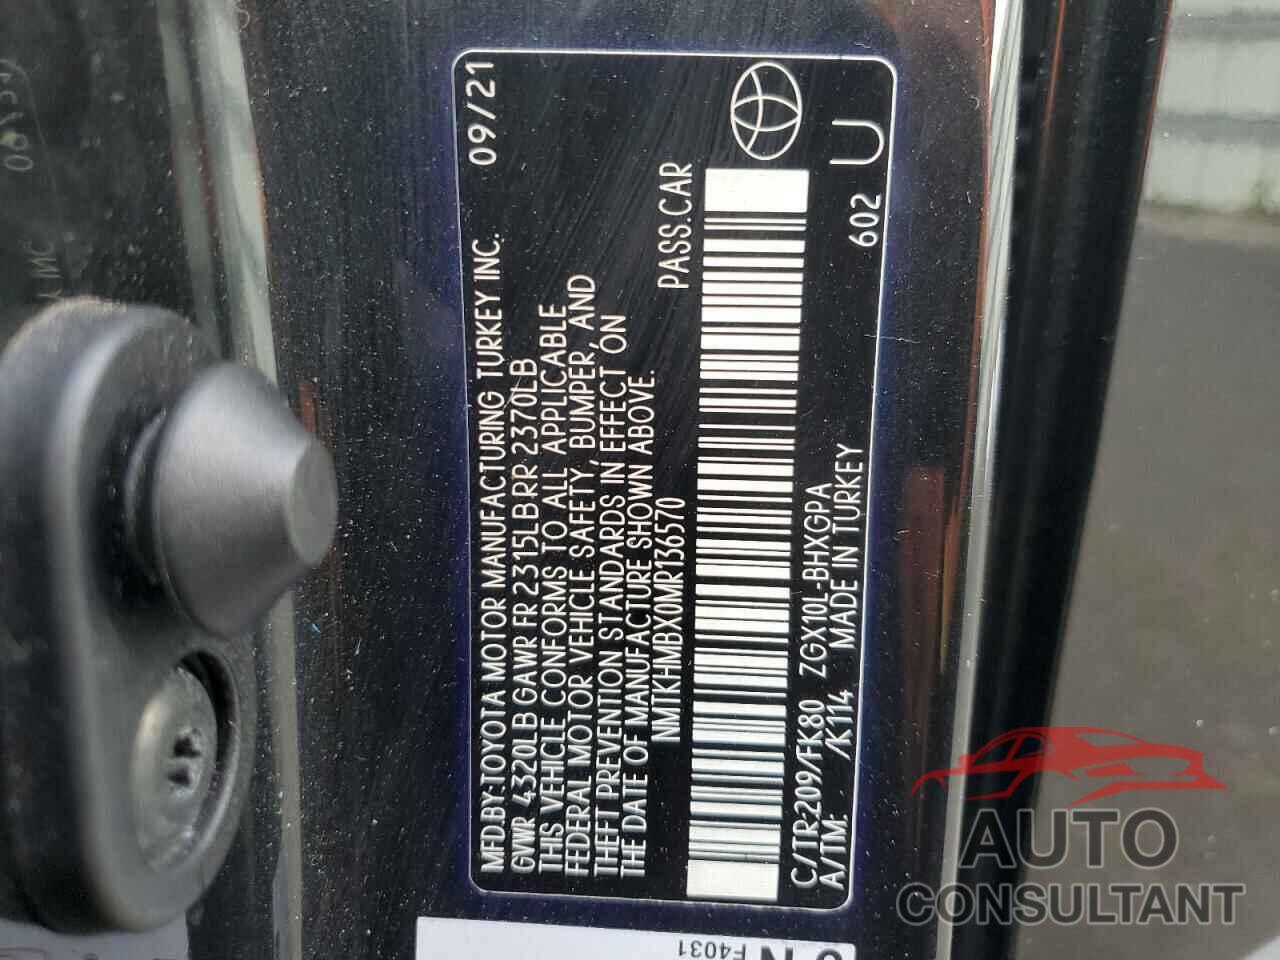 MFD.BY:TOYOTA MOTOR MANUFACTURING TURKEY INC. 09/21
GVWR 4320LB GAWR FR 2315LB RR 2370LB
THIS VEHICLE CONFORMS TO ALL APPLICABLE
FEDERAL MOTOR VEHICLE SAFETY, BUMPER, AND
THEFT PREVENTION STANDARDS IN EFFECT ON
THE DATE OF MANUFACTURE SHOWN ABOVE.
NMTKHMBX0MR136570 PASS.CAR
C/TR:209/FK80 ZGX10L-BHXGPA 602 U
A/TM: /K114 MADE IN TURKEY
F4031
INC
AUTO
CONSULTANT